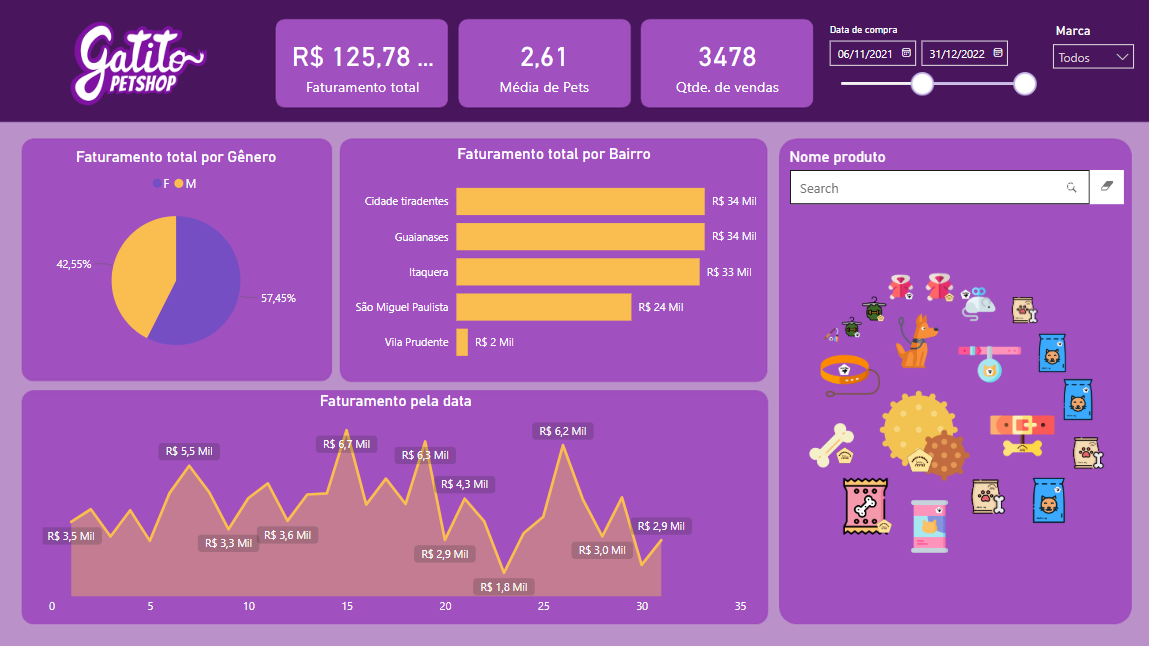 Gatito
PETSHOP
R$ 125,78 ...
Faturamento total
2,61
Média de Pets
3478
Qtde. de vendas
Data de compra
06/11/2021
31/12/2022
Marca
Todos
Faturamento total por Gênero
F M
42,55%
57,45%
Faturamento total por Bairro
Cidade tiradentes R$ 34 Mil
Guaianases R$ 34 Mil
Itaquera R$ 33 Mil
São Miguel Paulista R$ 24 Mil
Vila Prudente R$ 2 Mil
Nome produto
Search
Faturamento pela data
R$ 3,5 Mil
R$ 5,5 Mil
R$ 3,3 Mil
R$ 3,6 Mil
R$ 6,7 Mil
R$ 6,3 Mil
R$ 2,9 Mil
R$ 4,3 Mil
R$ 1,8 Mil
R$ 6,2 Mil
R$ 3,0 Mil
R$ 2,9 Mil
0 5 10 15 20 25 30 35